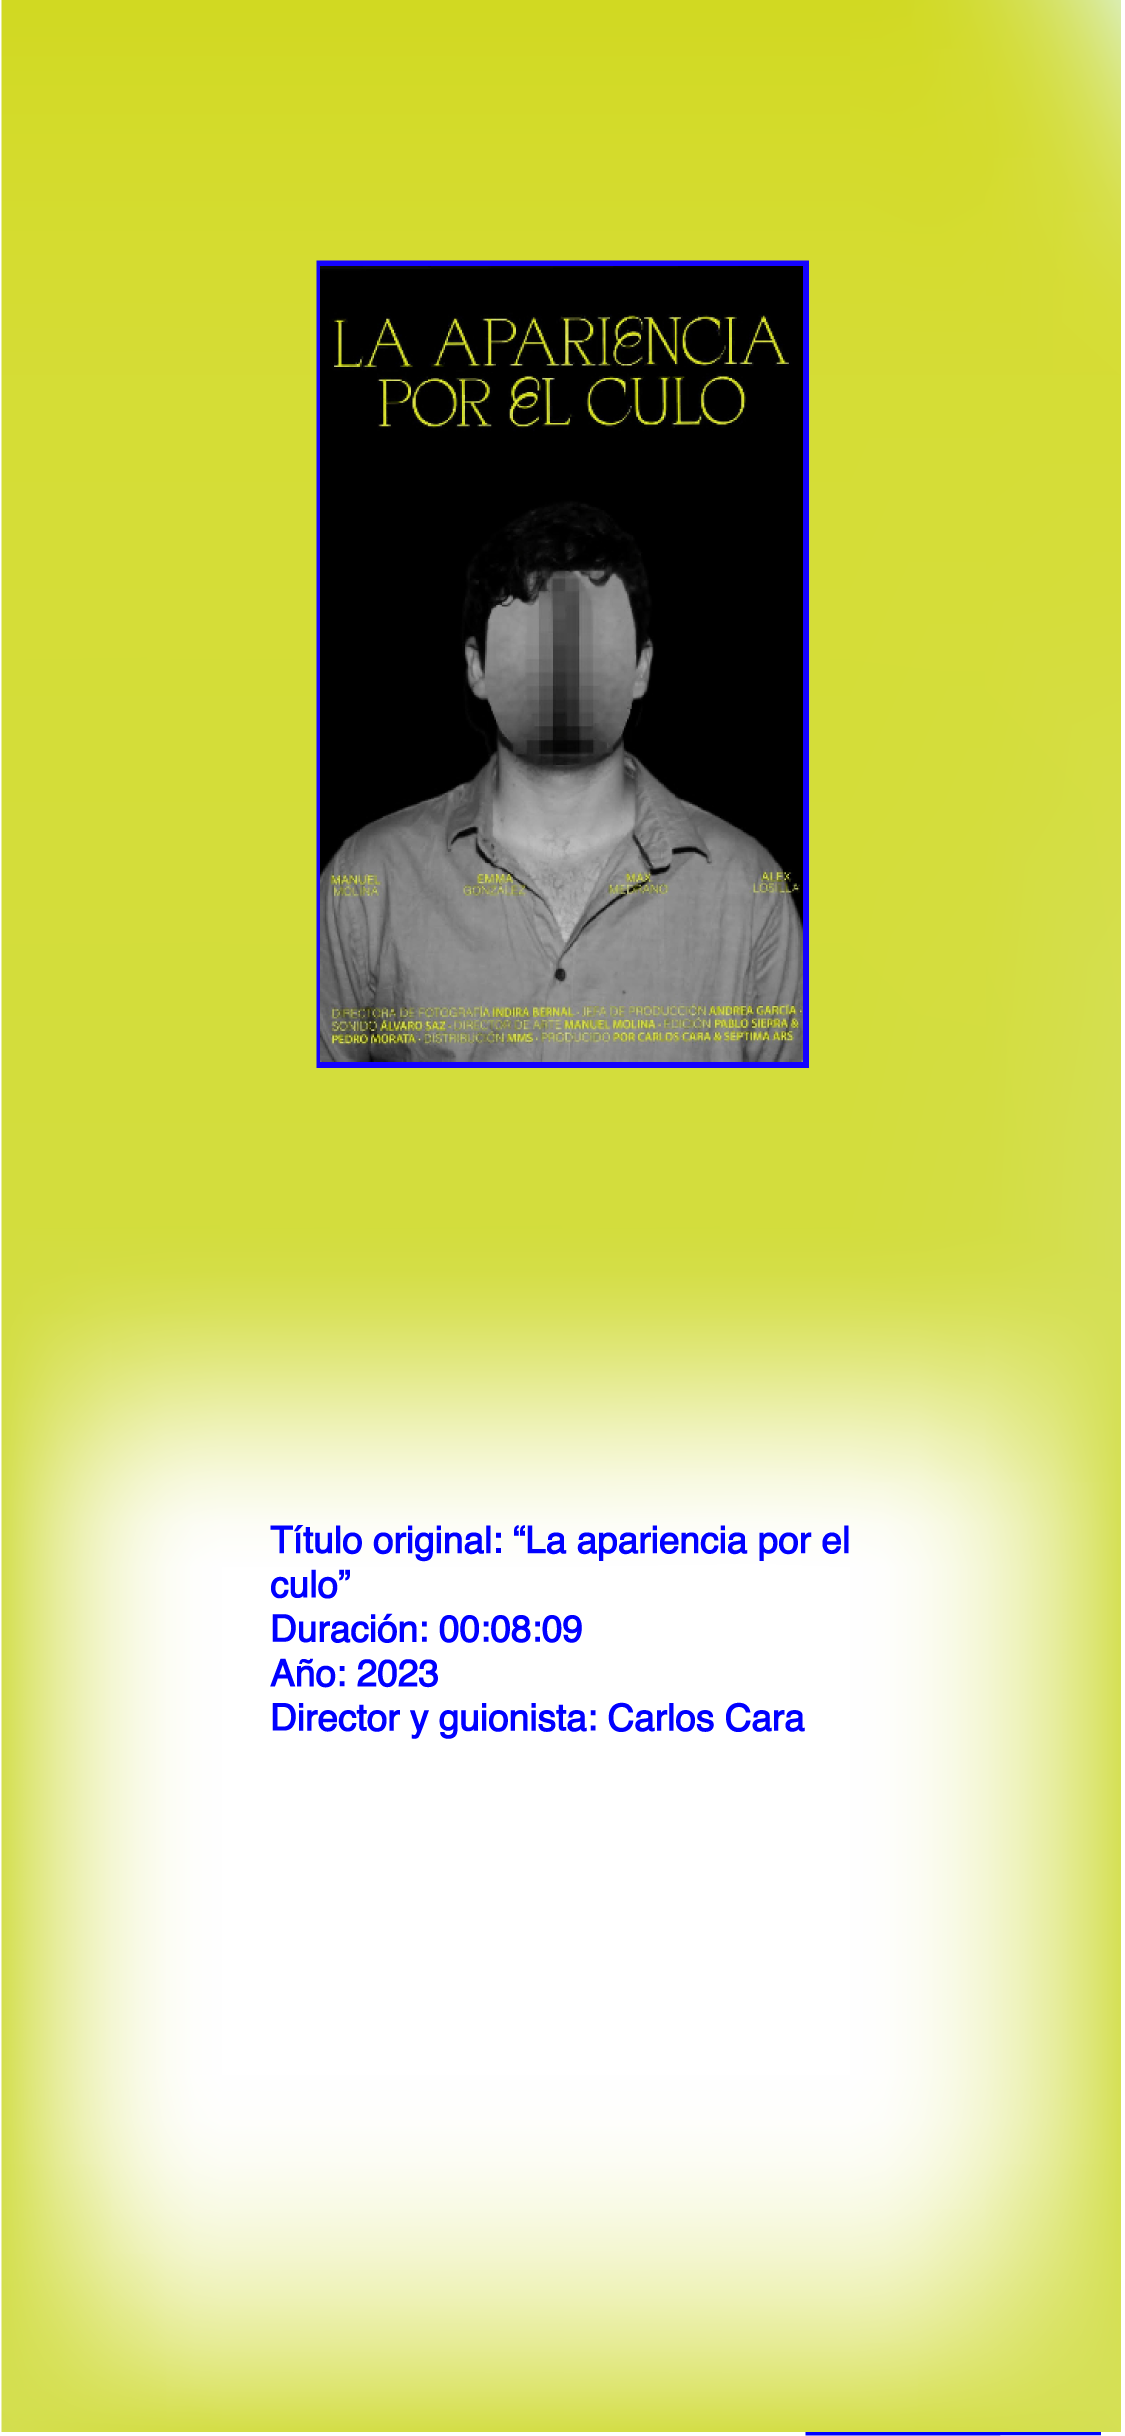 LA APARIENCIA
POR EL CULO
MANUEL MOLINA
EMMA GONZÁLEZ
MAX MEDRANO
ALEX LOSILLA
DIRECTORA DE FOTOGRAFÍA INDIRA BERNAL · JEFA DE PRODUCCIÓN ANDREA GARCÍA ·
SONIDO ÁLVARO SAZ · DIRECTOR DE ARTE MANUEL MOLINA · EDICIÓN PABLO SIERRA &
PEDRO MORATA · DISTRIBUCIÓN MMS · PRODUCIDO POR CARLOS CARA & SEPTIMA ARS
Título original: “La apariencia por el
culo”
Duración: 00:08:09
Año: 2023
Director y guionista: Carlos Cara